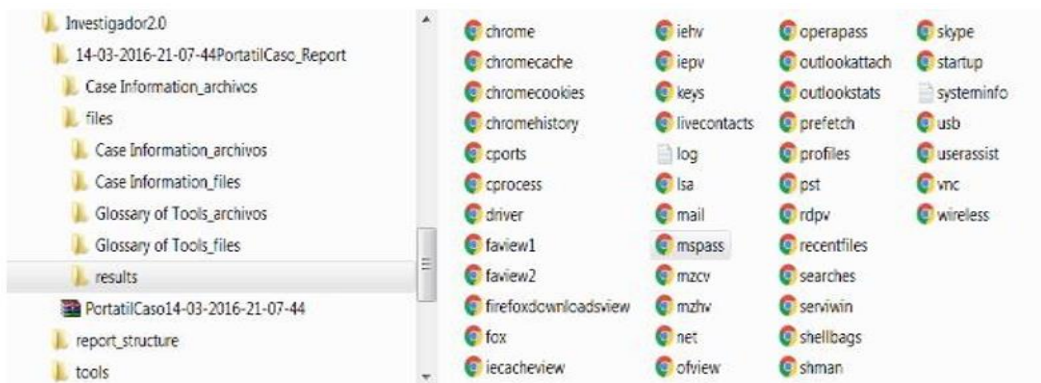 Investigador2.0
14-03-2016-21-07-44PortatilCaso_Report
Case Information_archivos
files
Case Information_archivos
Case Information_files
Glossary of Tools_archivos
Glossary of Tools_files
results
PortatilCaso14-03-2016-21-07-44
report_structure
tools
chrome
chromecache
chromecookies
chromehistory
cports
cprocess
driver
faview1
faview2
firefoxdownloadsview
fox
iecacheview
iehv
iepv
keys
livecontacts
log
lsa
mail
mspass
mzcv
mzhv
net
ofview
operapass
outlookattach
outlookstats
prefetch
profiles
pst
rdpv
recentfiles
searches
serviwin
shellbags
shman
skype
startup
systeminfo
usb
userassist
vnc
wireless